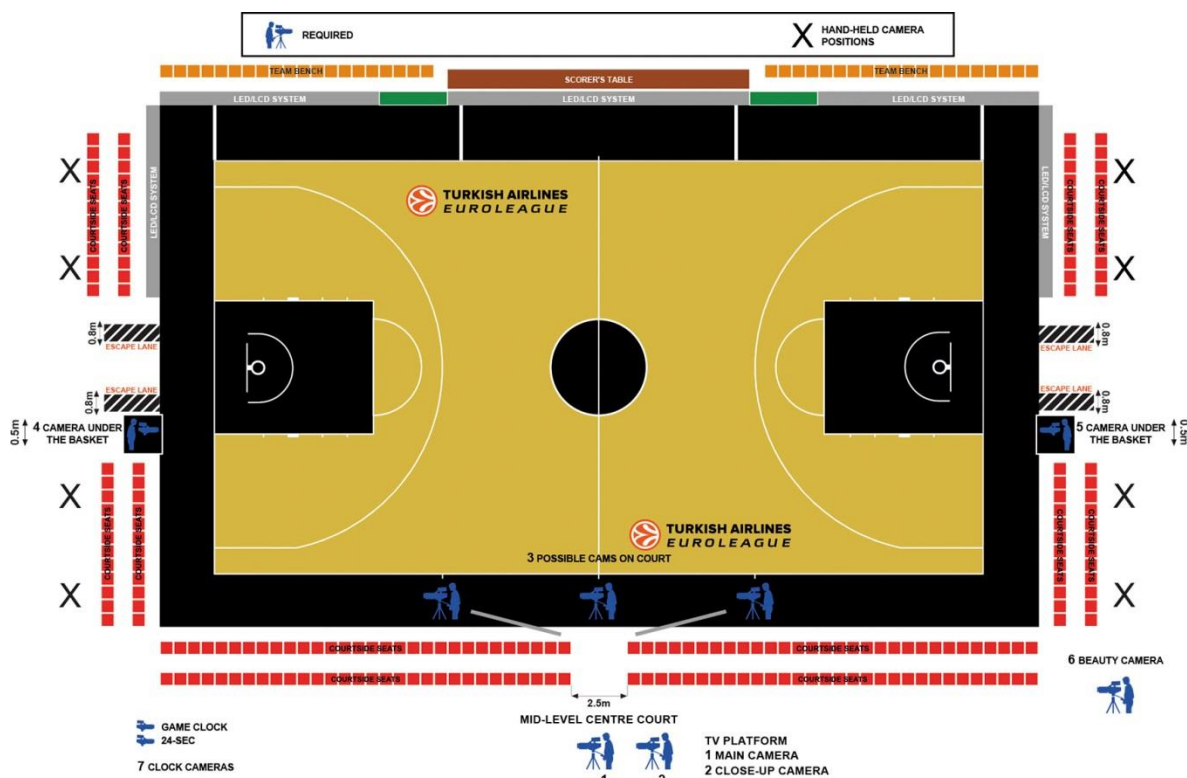 REQUIRED
HAND-HELD CAMERA
POSITIONS
TEAM BENCH
SCORER'S TABLE
TEAM BENCH
LED/LCD SYSTEM
LED/LCD SYSTEM
LED/LCD SYSTEM
LED/LCD SYSTEM
LED/LCD SYSTEM
COURTSIDE SEATS
COURTSIDE SEATS
COURTSIDE SEATS
COURTSIDE SEATS
X
X
X
X
X
TURKISH AIRLINES
EUROLEAGUE
0.8m
ESCAPE LANE
0.8m
ESCAPE LANE
ESCAPE LANE
0.8m
ESCAPE LANE
0.8m
0.5m
4 CAMERA UNDER
THE BASKET
5 CAMERA UNDER
THE BASKET
0.5m
X
X
X
X
COURTSIDE SEATS
COURTSIDE SEATS
COURTSIDE SEATS
COURTSIDE SEATS
TURKISH AIRLINES
EUROLEAGUE
3 POSSIBLE CAMS ON COURT
COURTSIDE SEATS
COURTSIDE SEATS
COURTSIDE SEATS
COURTSIDE SEATS
6 BEAUTY CAMERA
2.5m
MID-LEVEL CENTRE COURT
GAME CLOCK
24-SEC
7 CLOCK CAMERAS
TV PLATFORM
1 MAIN CAMERA
2 CLOSE-UP CAMERA